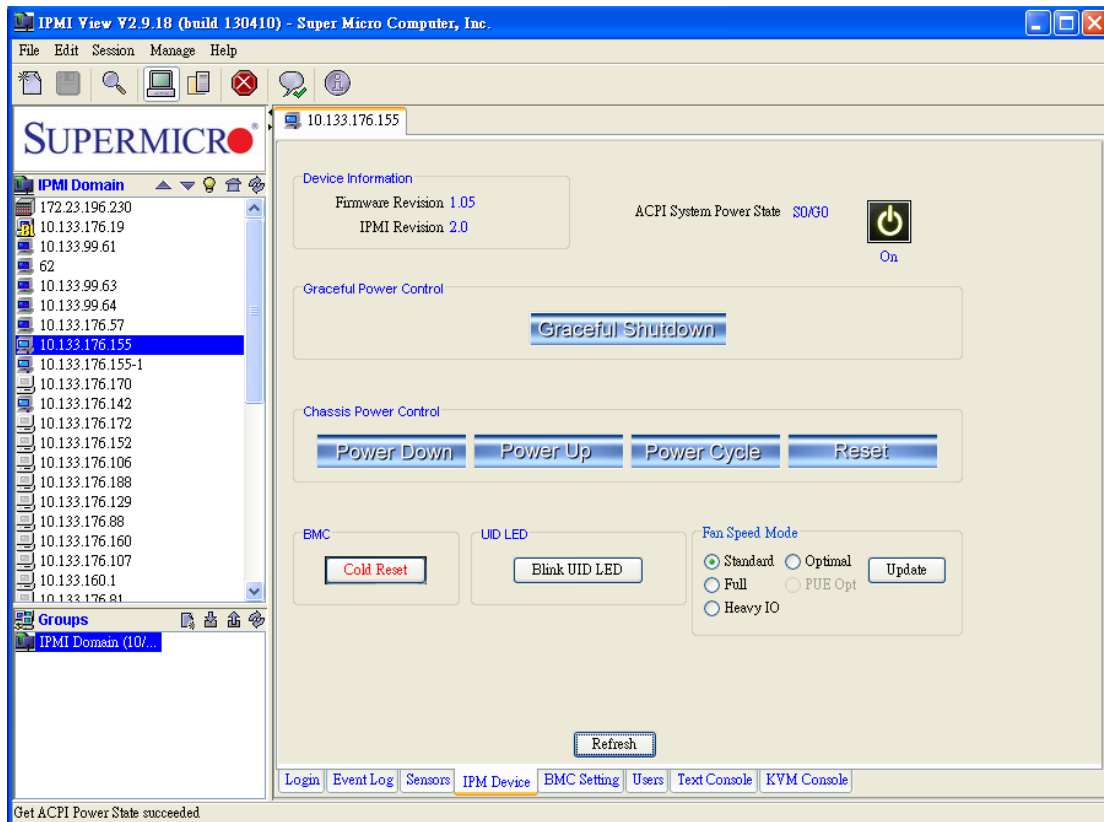 IPMI View V2.9.18 (build 130410) - Super Micro Computer, Inc.
File Edit Session Manage Help
SUPERMICRO®
10.133.176.155
IPMI Domain
172.23.196.230
10.133.176.19
10.133.99.61
62
10.133.99.63
10.133.99.64
10.133.176.57
10.133.176.155
10.133.176.155-1
10.133.176.170
10.133.176.142
10.133.176.172
10.133.176.152
10.133.176.106
10.133.176.188
10.133.176.129
10.133.176.88
10.133.176.160
10.133.176.107
10.133.160.1
10.133.176.81
Groups
IPMI Domain (10/...
Device Information
Firmware Revision 1.05
IPMI Revision 2.0
ACPI System Power State S0/G0
On
Graceful Power Control
Graceful Shutdown
Chassis Power Control
Power Down Power Up Power Cycle Reset
BMC
Cold Reset
UID LED
Blink UID LED
Fan Speed Mode
Standard Optimal
Full PUE Opt
Heavy IO
Update
Refresh
Login Event Log Sensors IPM Device BMC Setting Users Text Console KVM Console
Get ACPI Power State succeeded